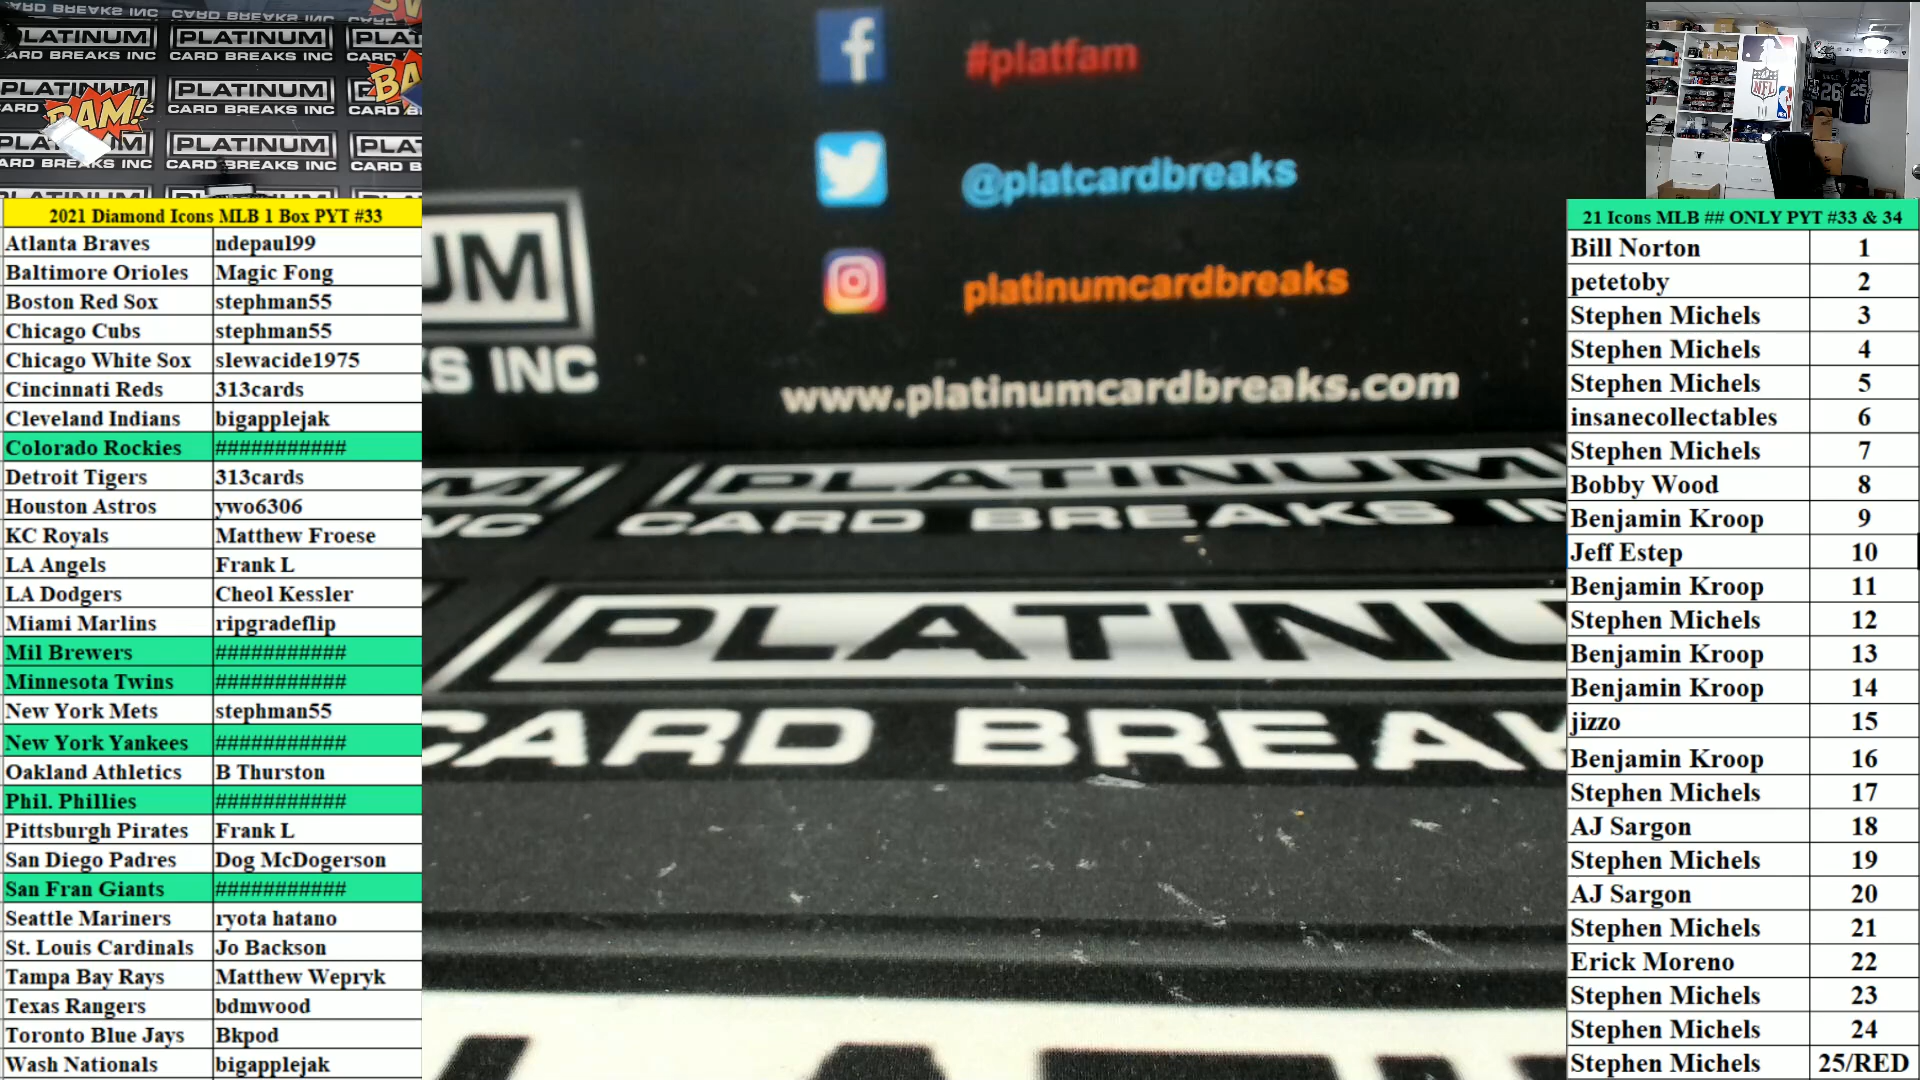 PLATINUM
CARD BREAKS INC
BAM!
2021 Diamond Icons MLB 1 Box PYT #33
Atlanta Braves ndepaul99
Baltimore Orioles Magic Fong
Boston Red Sox stephman55
Chicago Cubs stephman55
Chicago White Sox slewacide1975
Cincinnati Reds 313cards
Cleveland Indians bigapplejak
Colorado Rockies ###########
Detroit Tigers 313cards
Houston Astros ywo6306
KC Royals Matthew Froese
LA Angels Frank L
LA Dodgers Cheol Kessler
Miami Marlins ripgradeflip
Mil Brewers ###########
Minnesota Twins ###########
New York Mets stephman55
New York Yankees ###########
Oakland Athletics B Thurston
Phil. Phillies ###########
Pittsburgh Pirates Frank L
San Diego Padres Dog McDogerson
San Fran Giants ###########
Seattle Mariners ryota hatano
St. Louis Cardinals Jo Backson
Tampa Bay Rays Matthew Wepryk
Texas Rangers bdmwood
Toronto Blue Jays Bkpod
Wash Nationals bigapplejak
#platfam
@platcardbreaks
platinumcardbreaks
www.platinumcardbreaks.com
UM
KS INC
PLATINUM
CARD BREAKS IN
PLATINU
CARD BREAK
NFL
26 25
21 Icons MLB ## ONLY PYT #33 & 34
Bill Norton 1
petetoby 2
Stephen Michels 3
Stephen Michels 4
Stephen Michels 5
insanecollectables 6
Stephen Michels 7
Bobby Wood 8
Benjamin Kroop 9
Jeff Estep 10
Benjamin Kroop 11
Stephen Michels 12
Benjamin Kroop 13
Benjamin Kroop 14
jizzo 15
Benjamin Kroop 16
Stephen Michels 17
AJ Sargon 18
Stephen Michels 19
AJ Sargon 20
Stephen Michels 21
Erick Moreno 22
Stephen Michels 23
Stephen Michels 24
Stephen Michels 25/RED